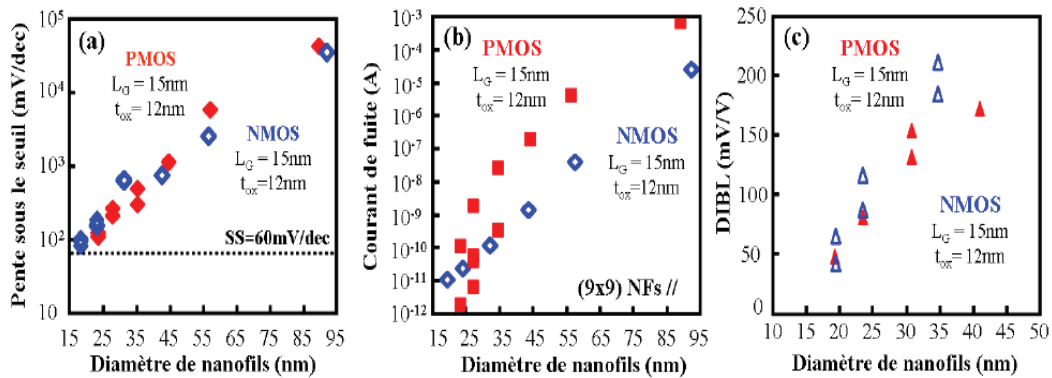 (a)
PMOS
L_G = 15nm
t_ox = 12nm
NMOS
L_G = 15nm
t_ox=12nm
SS=60mV/dec
Pente sous le seuil (mV/dec)
10^5
10^4
10^3
10^2
10
15 25 35 45 55 65 75 85 95
Diamètre de nanofils (nm)
(b)
PMOS
L_G = 15nm
t_ox = 12nm
NMOS
L_G = 15nm
t_ox=12nm
(9x9) NFs //
Courant de fuite (A)
10^-3
10^-4
10^-5
10^-6
10^-7
10^-8
10^-9
10^-10
10^-11
10^-12
15 25 35 45 55 65 75 85 95
Diamètre de nanofils (nm)
(c)
PMOS
L_G = 15nm
t_ox = 12nm
NMOS
L_G = 15nm
t_ox=12nm
DIBL (mV/V)
250
200
150
100
50
0
10 15 20 25 30 35 40 45 50
Diamètre de nanofils (nm)